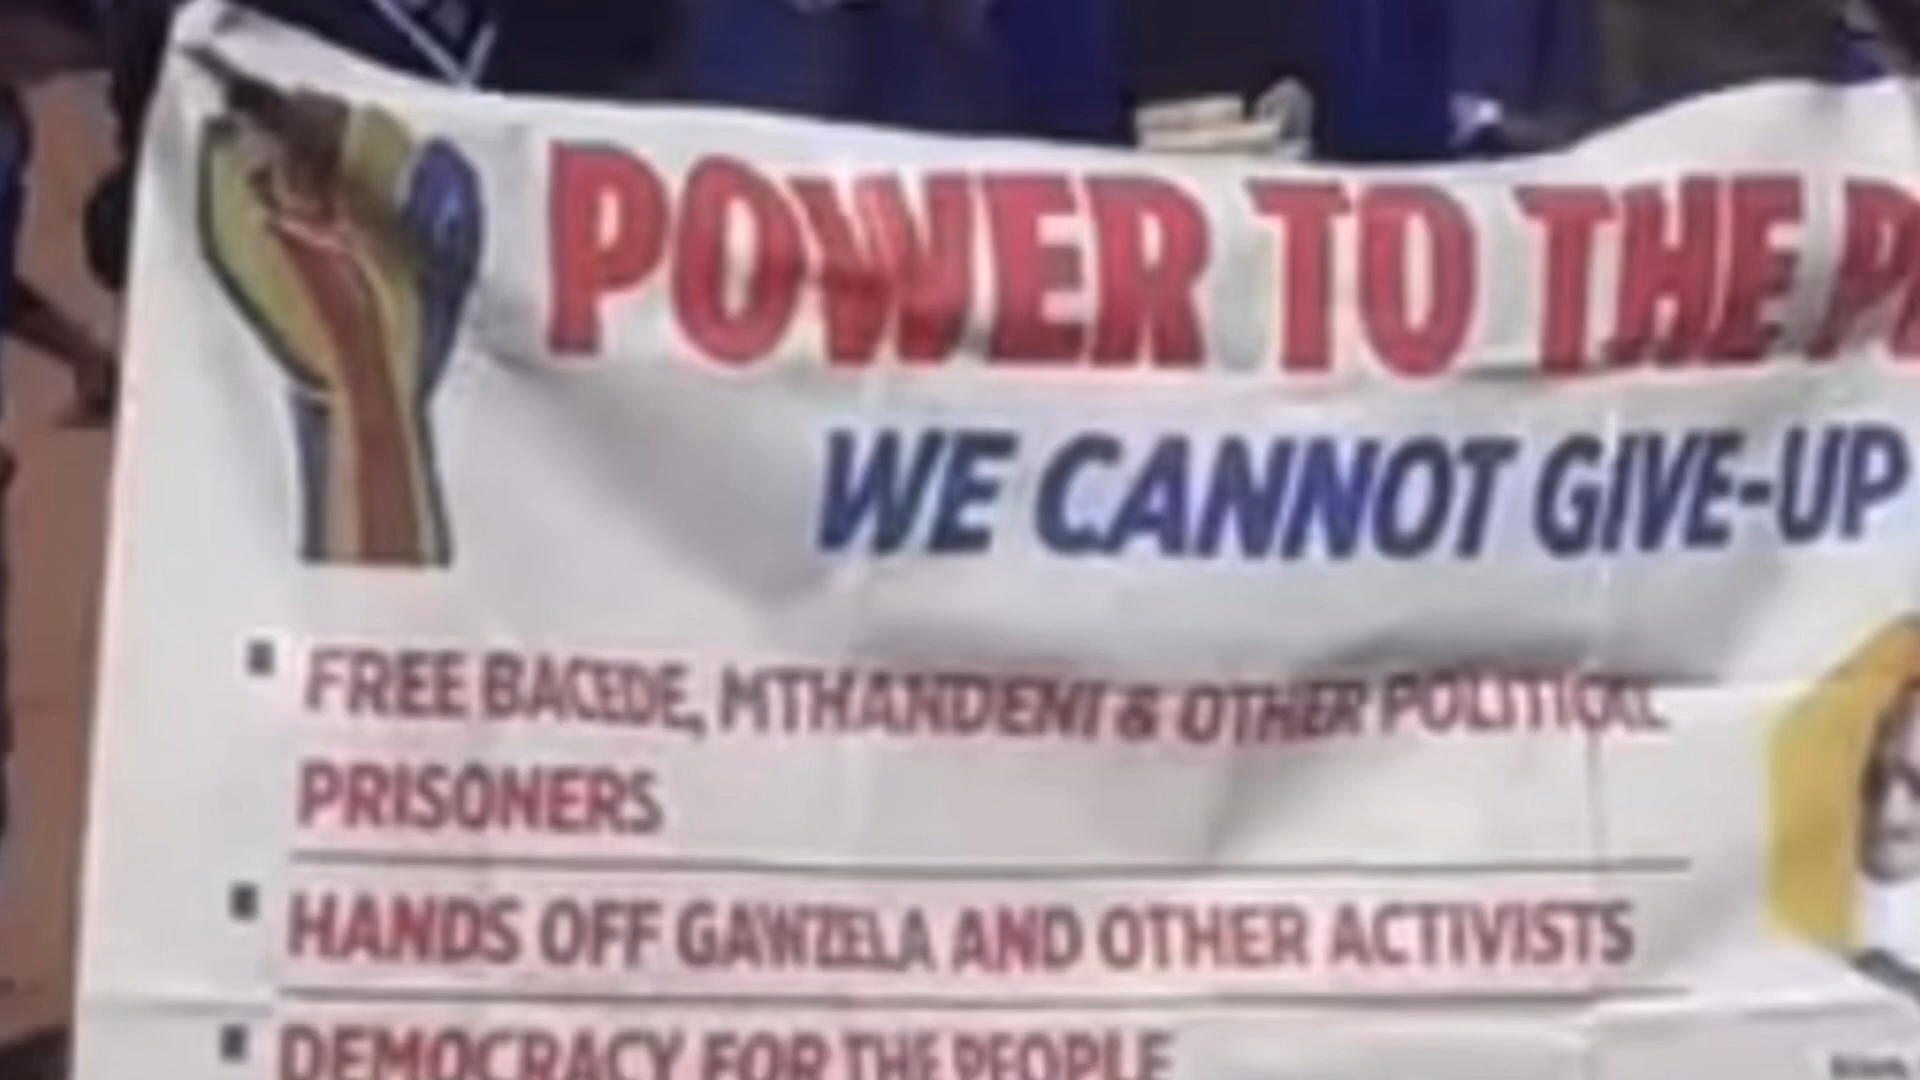 POWER TO THE P
WE CANNOT GIVE-UP
FREE BACEDE, MTHANDENI & OTHER POLITICAL
PRISONERS
HANDS OFF GAWZELA AND OTHER ACTIVISTS
DEMOCRACY FOR THE PEOPLE